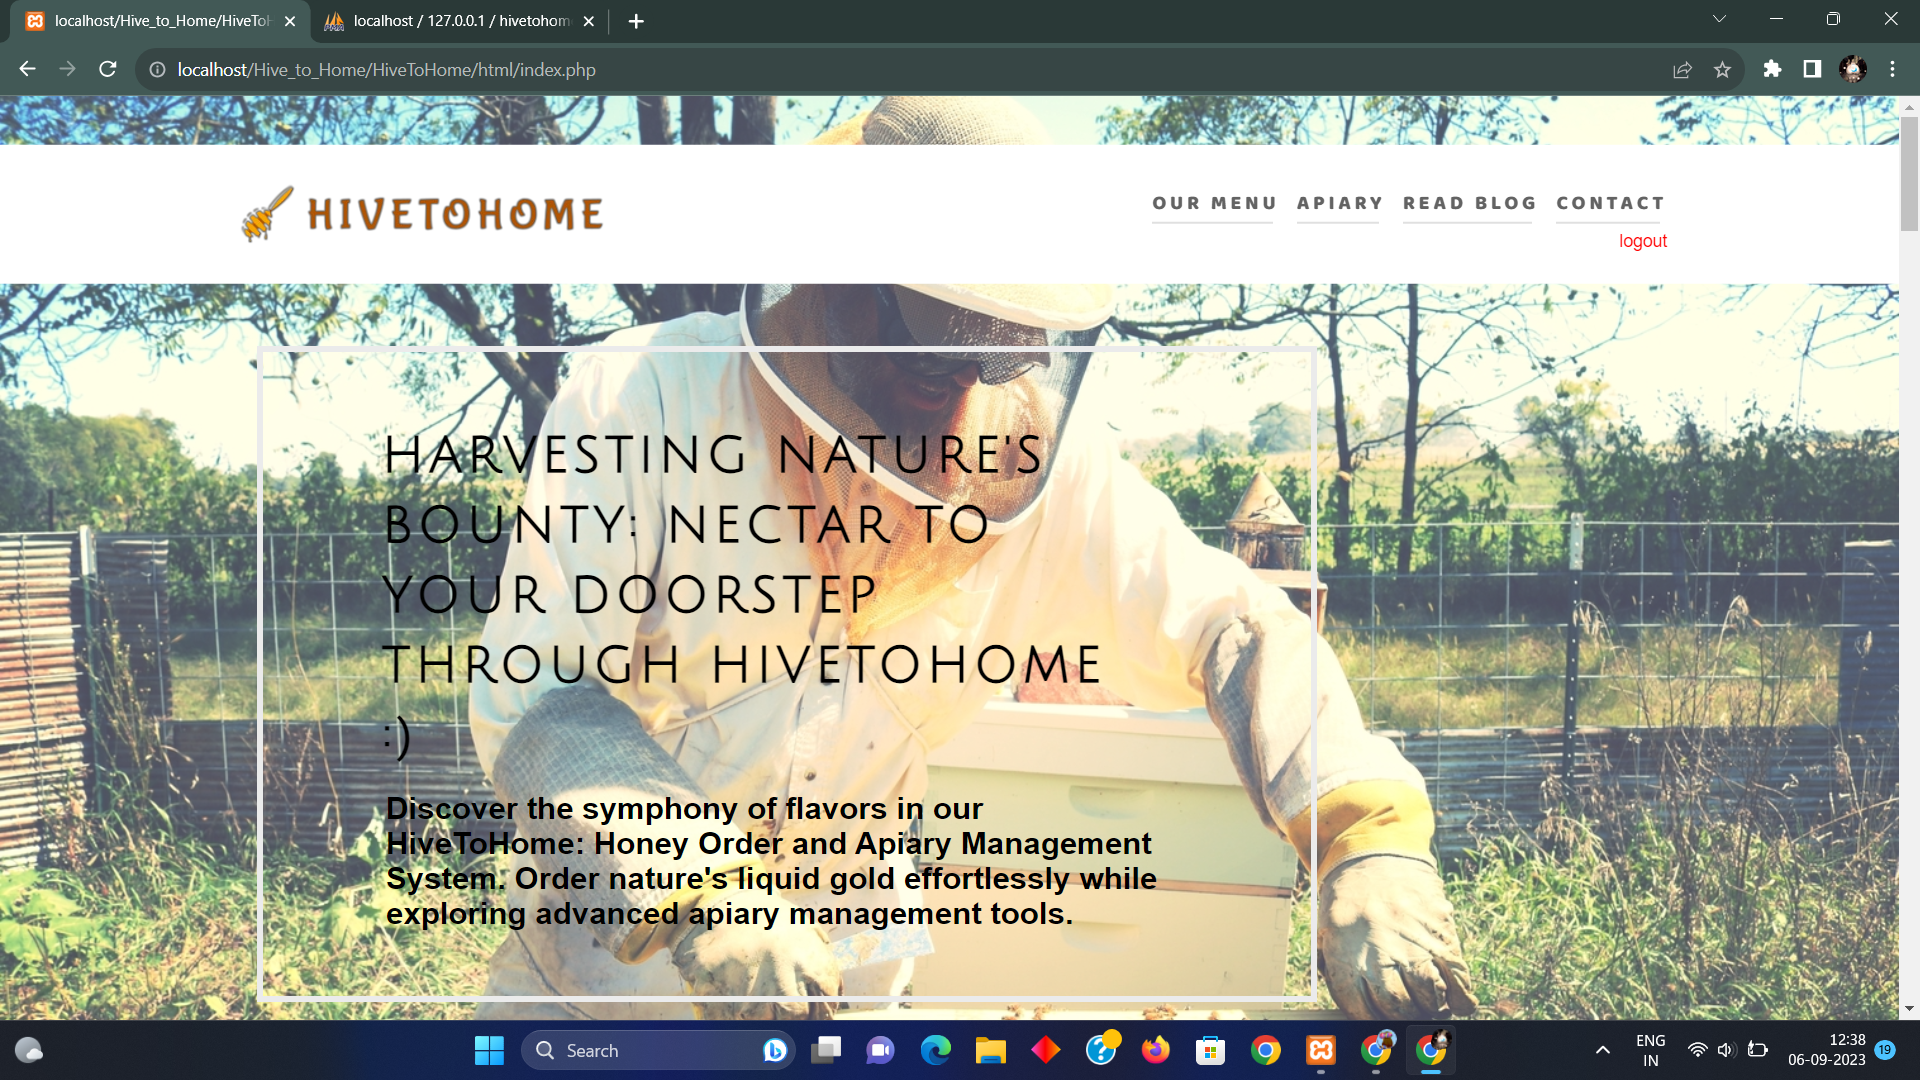 localhost/Hive_to_Home/HiveToH
localhost / 127.0.0.1 / hivetohome
localhost/Hive_to_Home/HiveToHome/html/index.php
HIVETOHOME
OUR MENU APIARY READ BLOG CONTACT
logout
HARVESTING NATURE'S
BOUNTY: NECTAR TO
YOUR DOORSTEP
THROUGH HIVETOHOME
:)
Discover the symphony of flavors in our
HiveToHome: Honey Order and Apiary Management
System. Order nature's liquid gold effortlessly while
exploring advanced apiary management tools.
Search
ENG
IN
12:38
06-09-2023
19